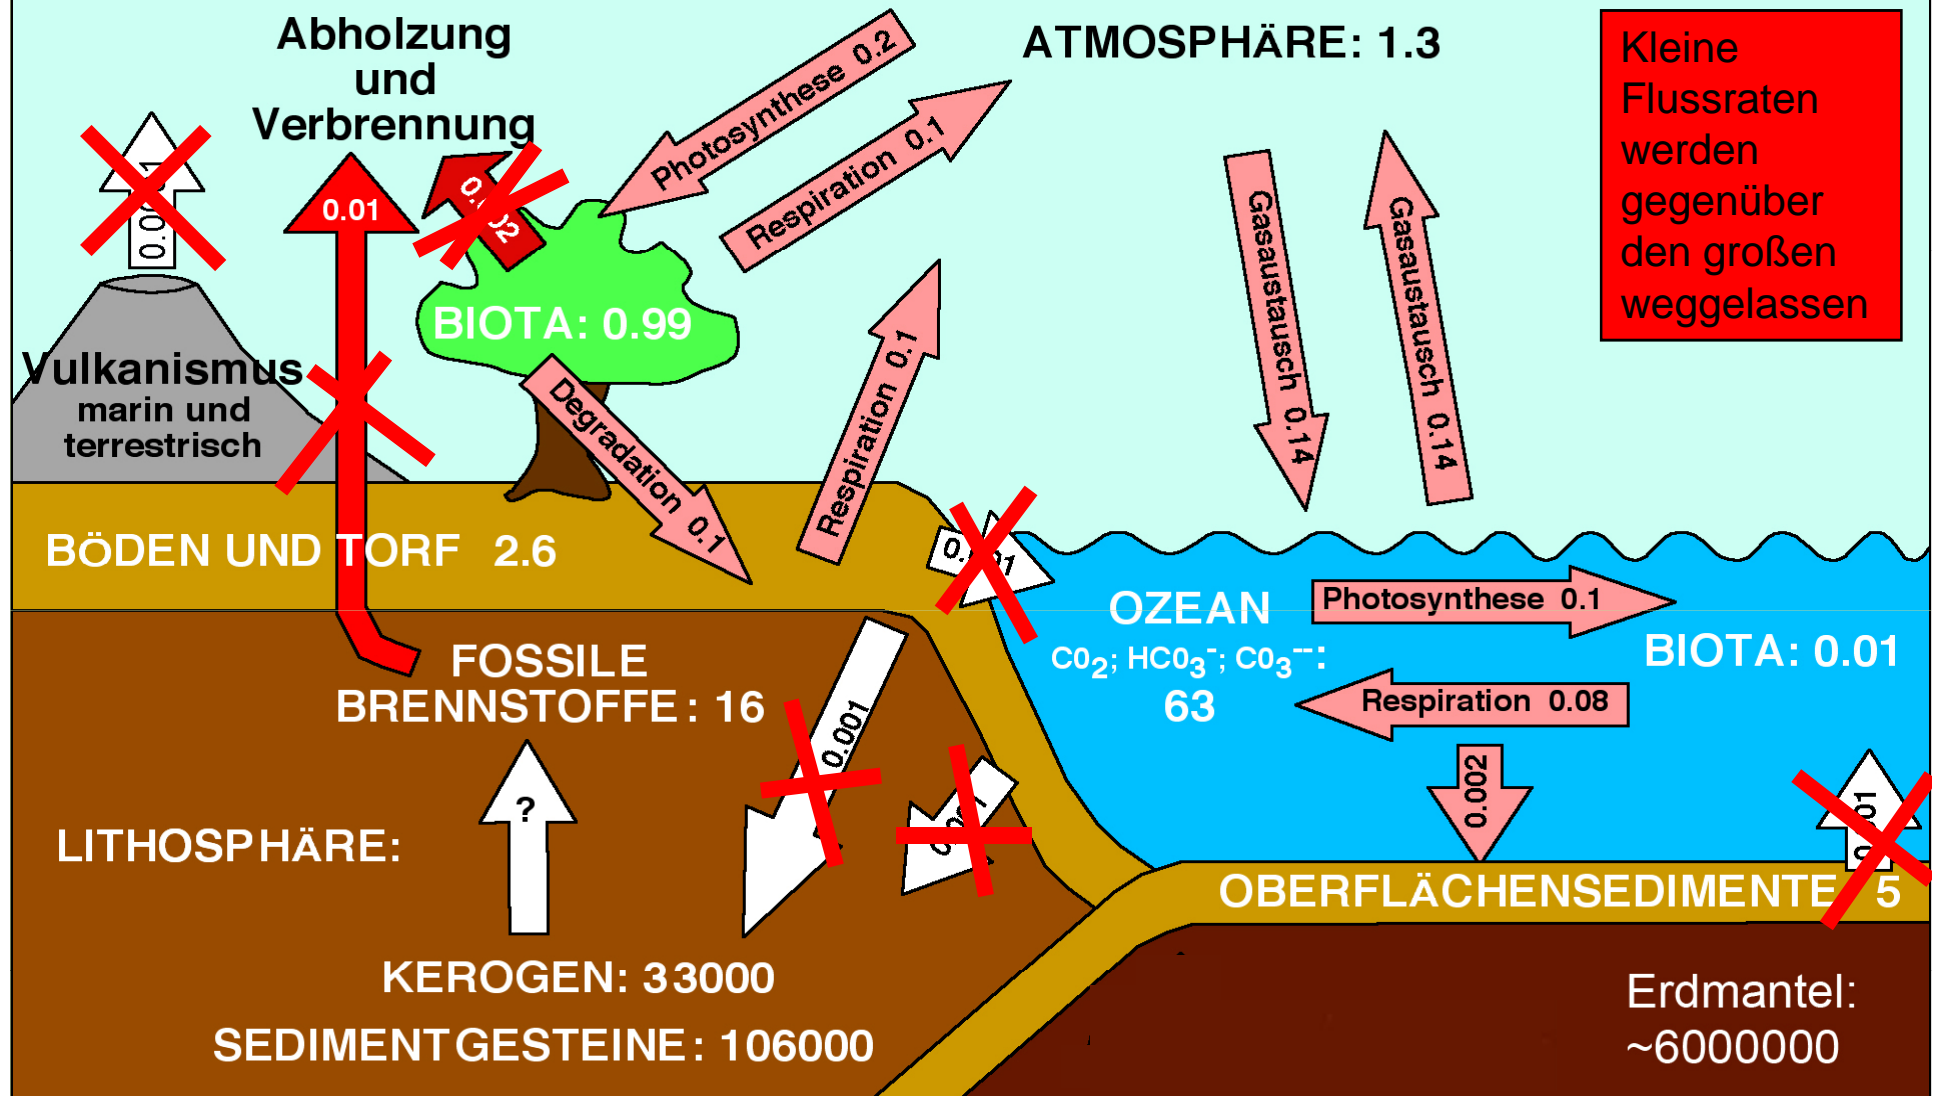 Abholzung
und
Verbrennung
ATMOSPHÄRE: 1.3
Kleine
Flussraten
werden
gegenüber
den großen
weggelassen
Photosynthese 0.2
Respiration 0.1
0.01
BIOTA: 0.99
Vulkanismus
marin und
terrestrisch
Degradation 0.1
Respiration 0.1
Gasaustausch 0.14
Gasaustausch 0.14
BÖDEN UND TORF 2.6
OZEAN
C0₂; HC0₃⁻; C0₃⁻⁻:
63
Photosynthese 0.1
BIOTA: 0.01
Respiration 0.08
0.002
FOSSILE
BRENNSTOFFE: 16
0.001
?
LITHOSPHÄRE:
OBERFLÄCHENSEDIMENTE 5
KEROGEN: 33000
SEDIMENTGESTEINE: 106000
Erdmantel:
~6000000